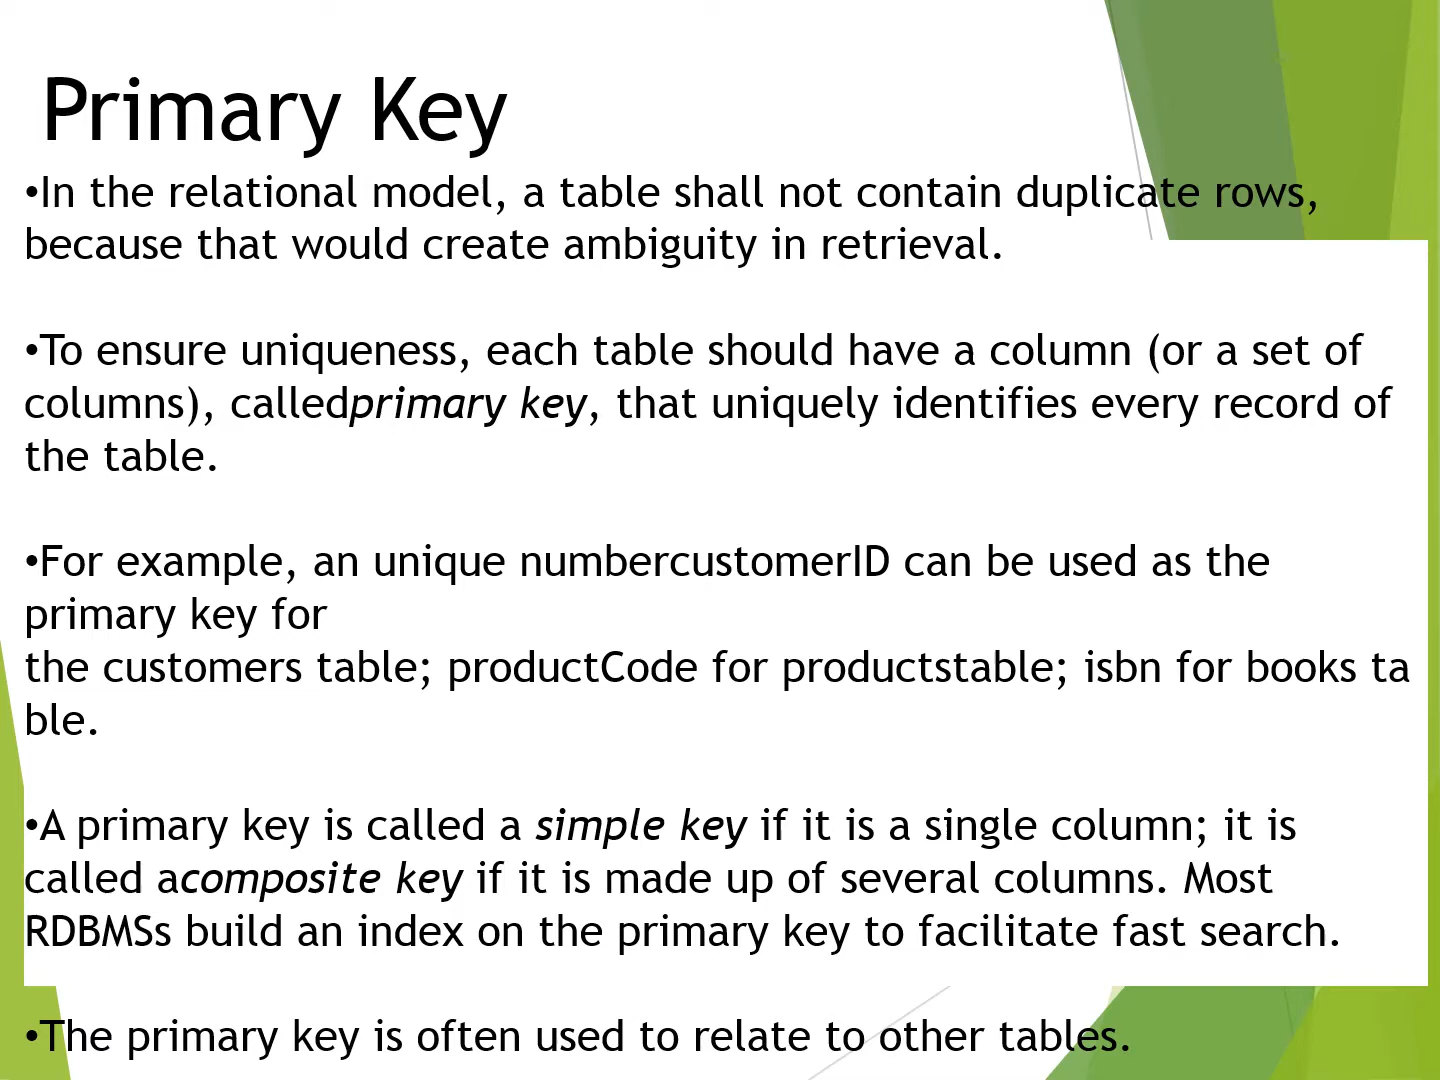 Primary Key
•In the relational model, a table shall not contain duplicate rows,
because that would create ambiguity in retrieval.
•To ensure uniqueness, each table should have a column (or a set of
columns), calledprimary key, that uniquely identifies every record of
the table.
•For example, an unique numbercustomerID can be used as the
primary key for
the customers table; productCode for productstable; isbn for books ta
ble.
•A primary key is called a simple key if it is a single column; it is
called acomposite key if it is made up of several columns. Most
RDBMSs build an index on the primary key to facilitate fast search.
•The primary key is often used to relate to other tables.